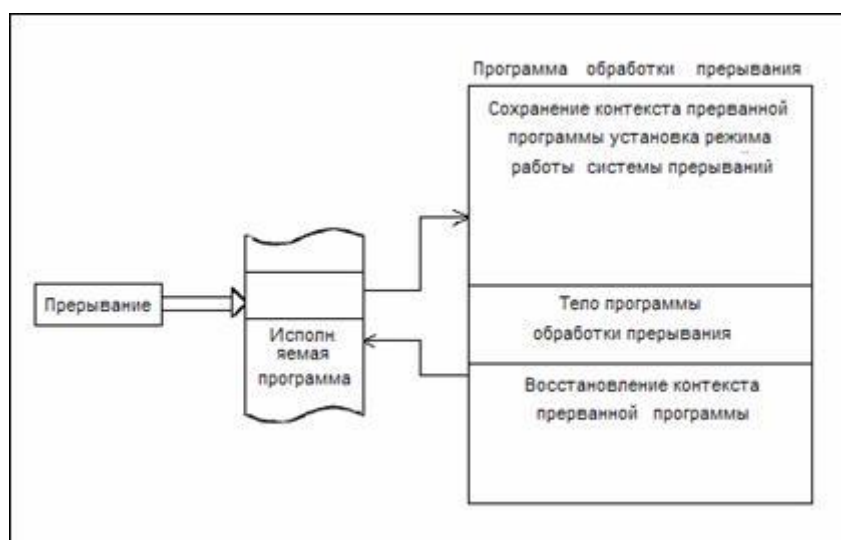 Программа обработки прерывания
Сохранение контекста прерванной
программы установка режима
работы системы прерываний
Прерывание
Исполн
яемая
программа
Тело программы
обработки прерывания
Восстановление контекста
прерванной программы